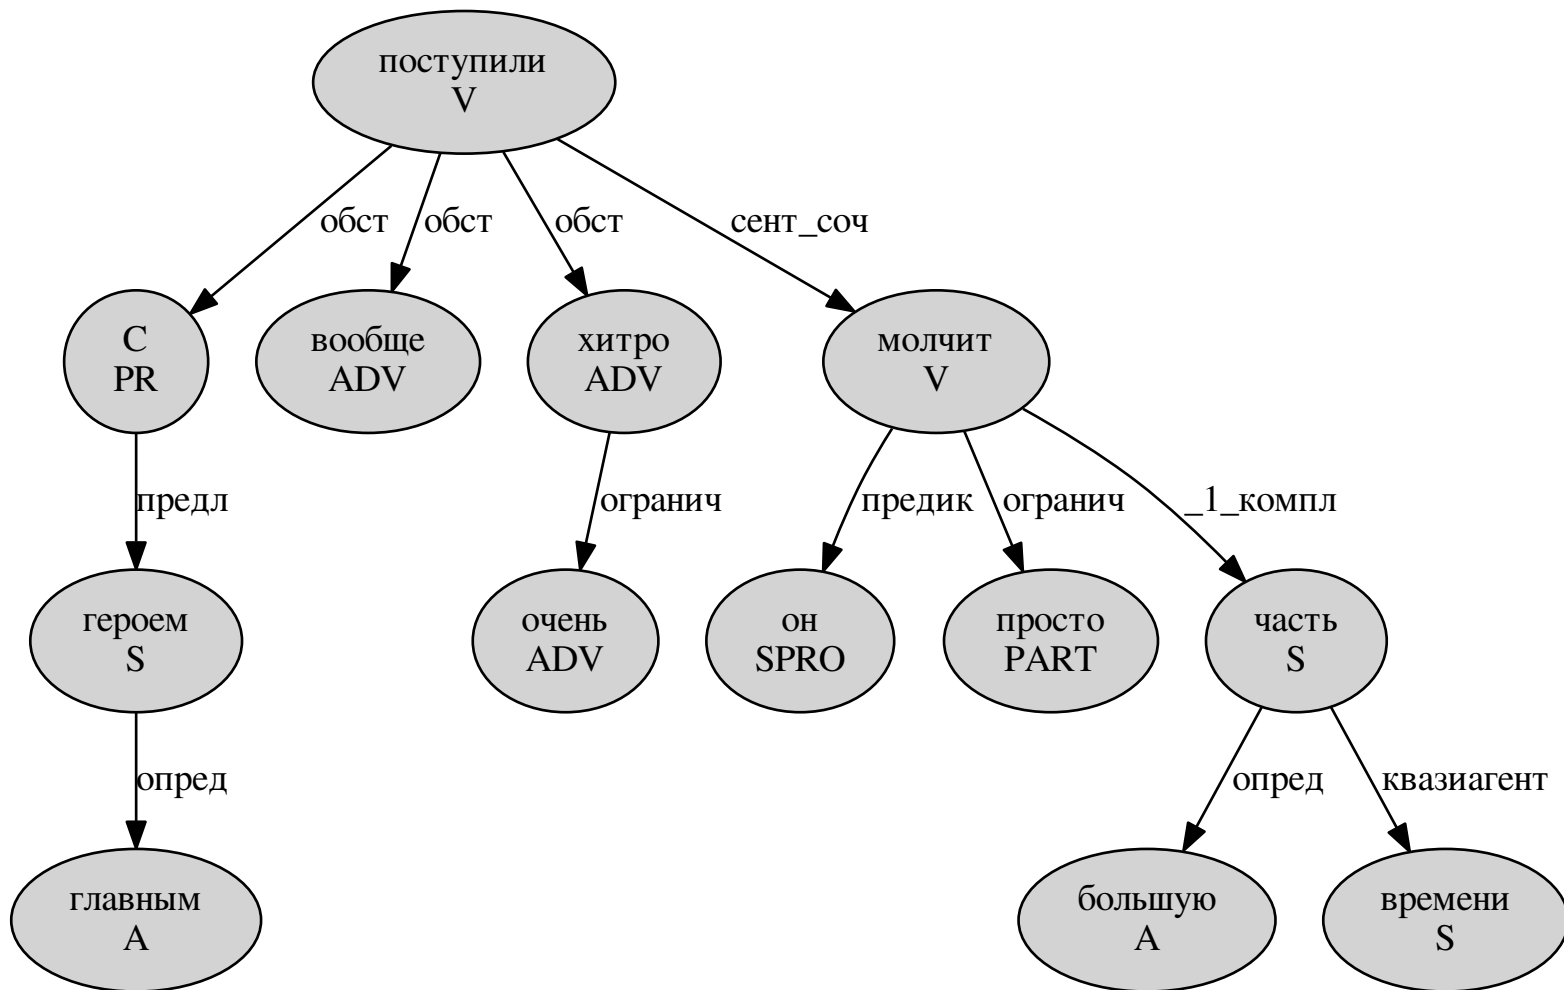 поступили
V
обст
обст
обст
сент_соч
С
PR
вообще
ADV
хитро
ADV
молчит
V
предл
огранич
предик
огранич
_1_компл
героем
S
очень
ADV
он
SPRO
просто
PART
часть
S
опред
опред
квазиагент
главным
A
большую
A
времени
S